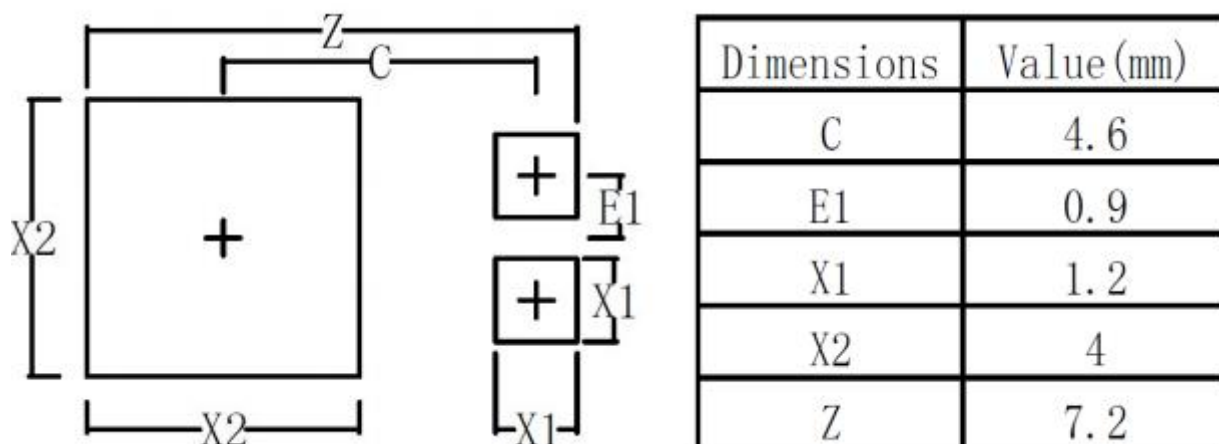 Z
C
X2
E1
X1
X2
X1
Dimensions Value(mm)
C 4.6
E1 0.9
X1 1.2
X2 4
Z 7.2